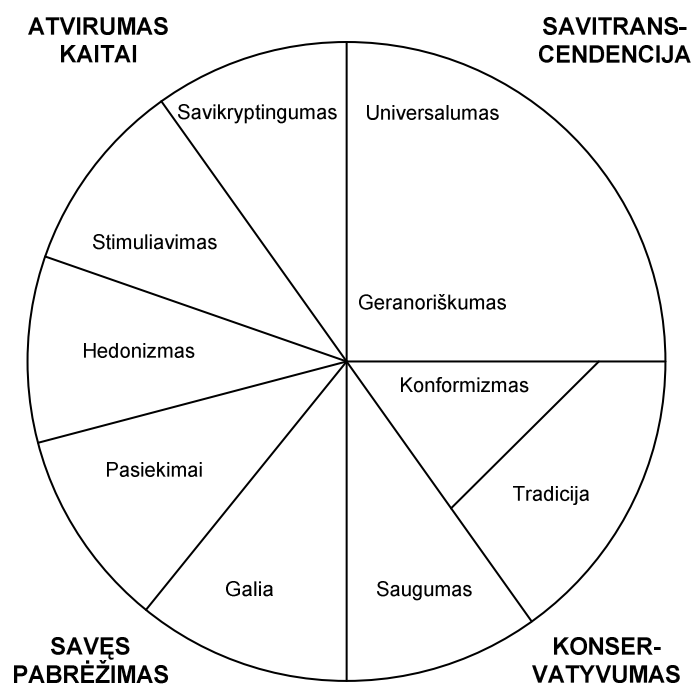 ATVIRUMAS
KAITAI
SAVITRANS-
CENDENCIJA
Savikryptingumas
Universalumas
Stimuliavimas
Geranoriškumas
Hedonizmas
Konformizmas
Pasiekimai
Tradicija
Galia
Saugumas
SAVĘS
PABRĖŽIMAS
KONSER-
VATYVUMAS